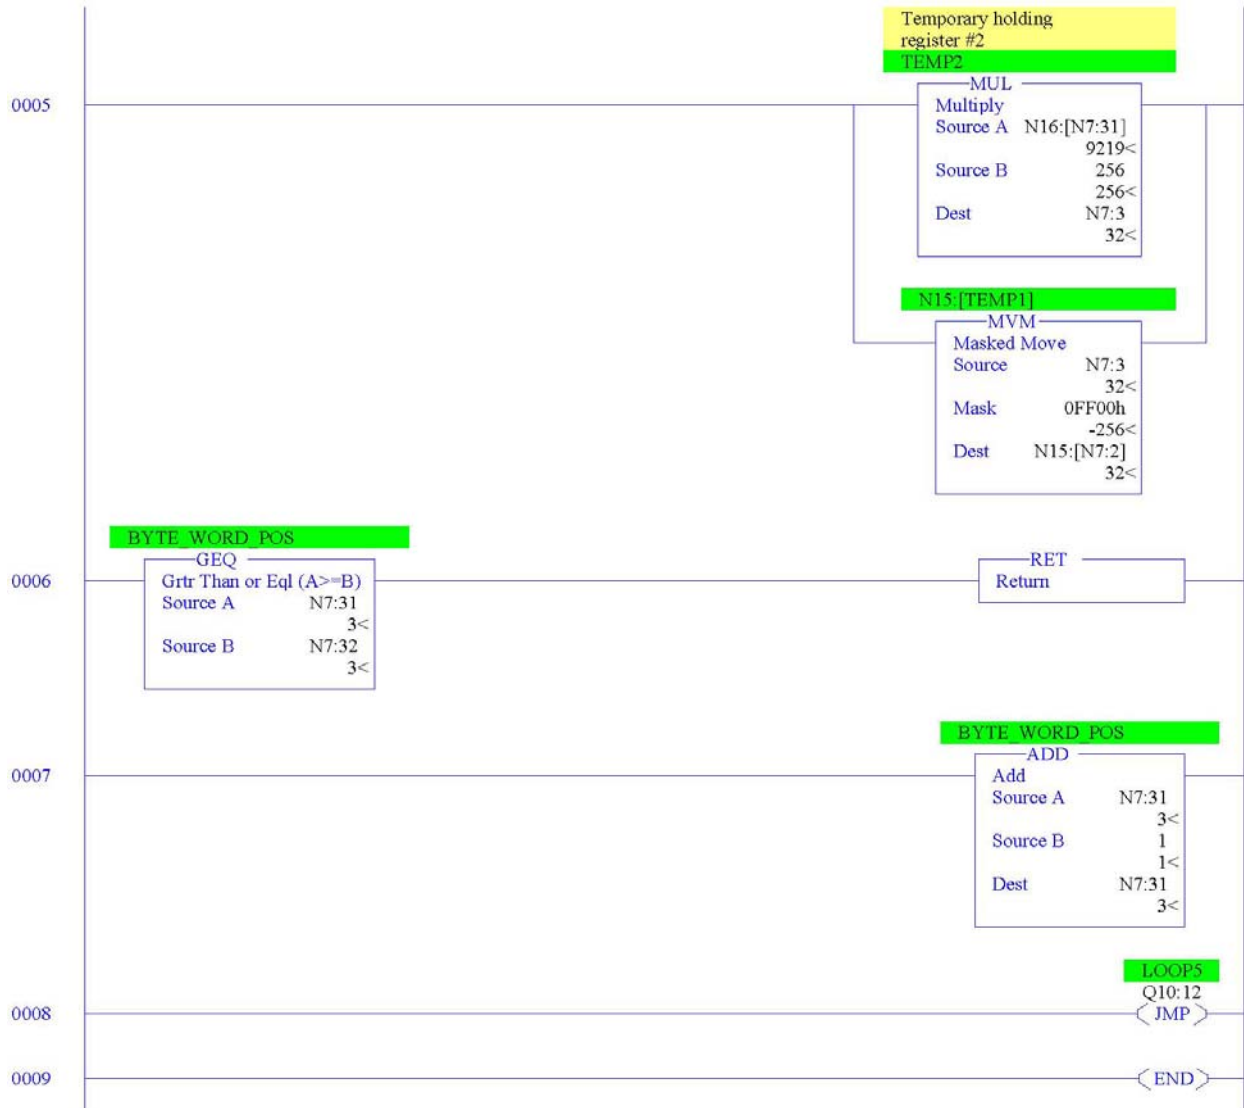 Temporary holding
register #2
TEMP2
MUL
0005
Multiply
Source A N16:[N7:31]
9219<
Source B 256
256<
Dest N7:3
32<
N15:[TEMP1]
MVM
Masked Move
Source N7:3
32<
Mask 0FF00h
-256<
Dest N15:[N7:2]
32<
BYTE_WORD_POS
GEQ
RET
0006
Grtr Than or Eql (A>=B)
Return
Source A N7:31
3<
Source B N7:32
3<
BYTE_WORD_POS
ADD
0007
Add
Source A N7:31
3<
Source B 1
1<
Dest N7:31
3<
LOOP5
Q10:12
0008
JMP
0009
END